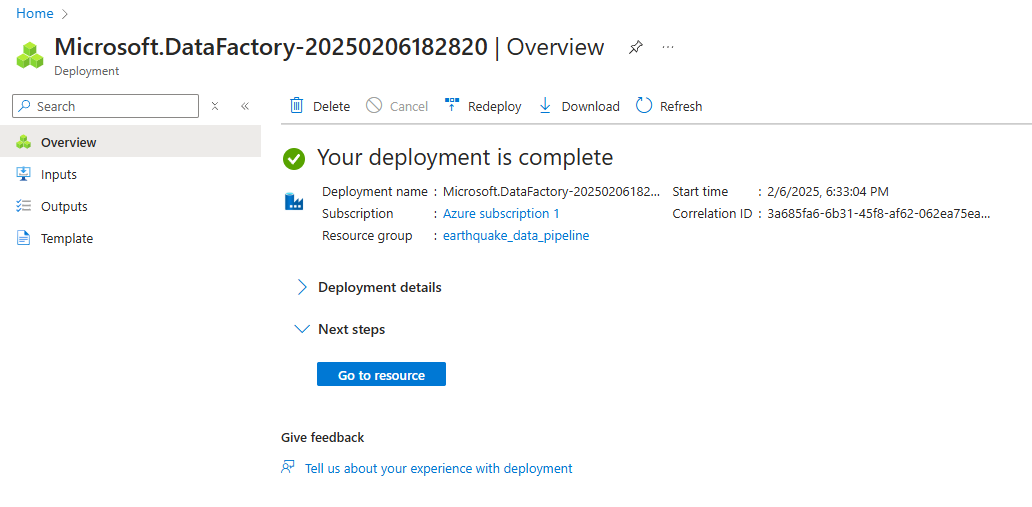 Home
Microsoft.DataFactory-20250206182820 | Overview
Deployment
Search
Overview
Inputs
Outputs
Template
Delete Cancel Redeploy Download Refresh
Your deployment is complete
Deployment name : Microsoft.DataFactory-20250206182... Start time : 2/6/2025, 6:33:04 PM
Subscription : Azure subscription 1 Correlation ID : 3a685fa6-6b31-45f8-af62-062ea75ea...
Resource group : earthquake_data_pipeline
Deployment details
Next steps
Go to resource
Give feedback
Tell us about your experience with deployment